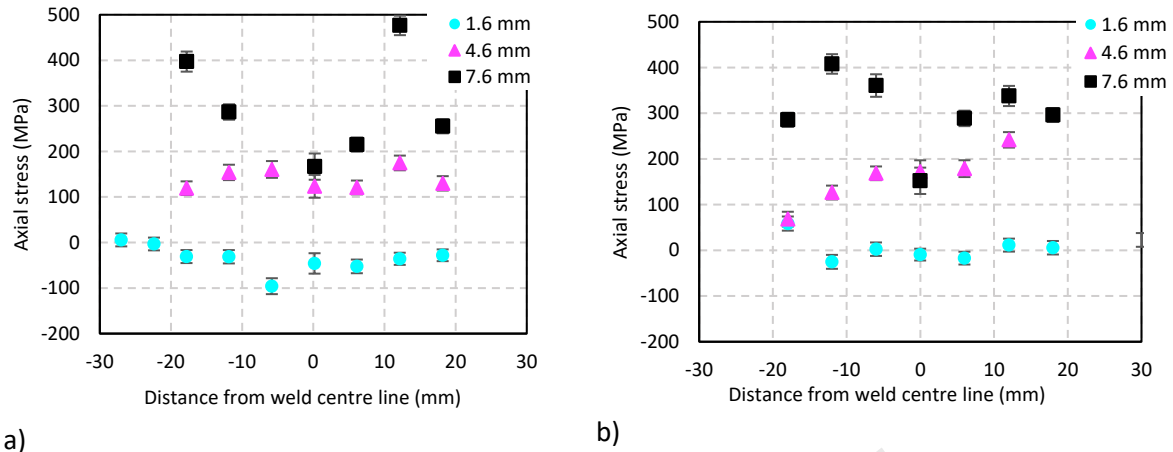 500
400
300
200
100
0
-100
-200
Axial stress (MPa)
-30 -20 -10 0 10 20 30
Distance from weld centre line (mm)
1.6 mm
4.6 mm
7.6 mm
a)
500
400
300
200
100
0
-100
-200
Axial stress (MPa)
-30 -20 -10 0 10 20 30
Distance from weld centre line (mm)
1.6 mm
4.6 mm
7.6 mm
b)